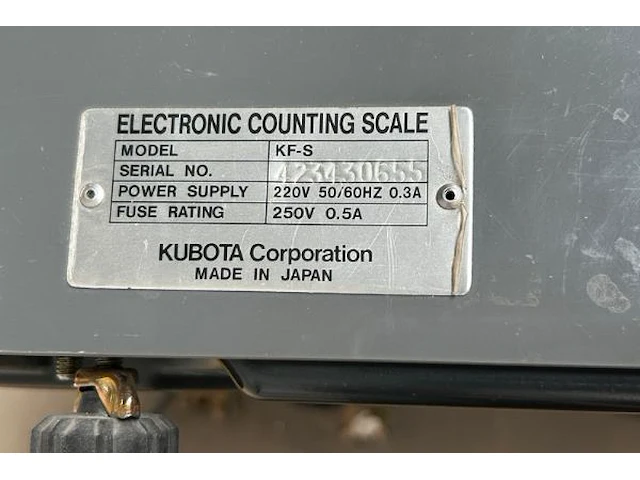 ELECTRONIC COUNTING SCALE
MODEL KF-S
SERIAL NO. 423430655
POWER SUPPLY 220V 50/60HZ 0.3A
FUSE RATING 250V 0.5A
KUBOTA Corporation
MADE IN JAPAN